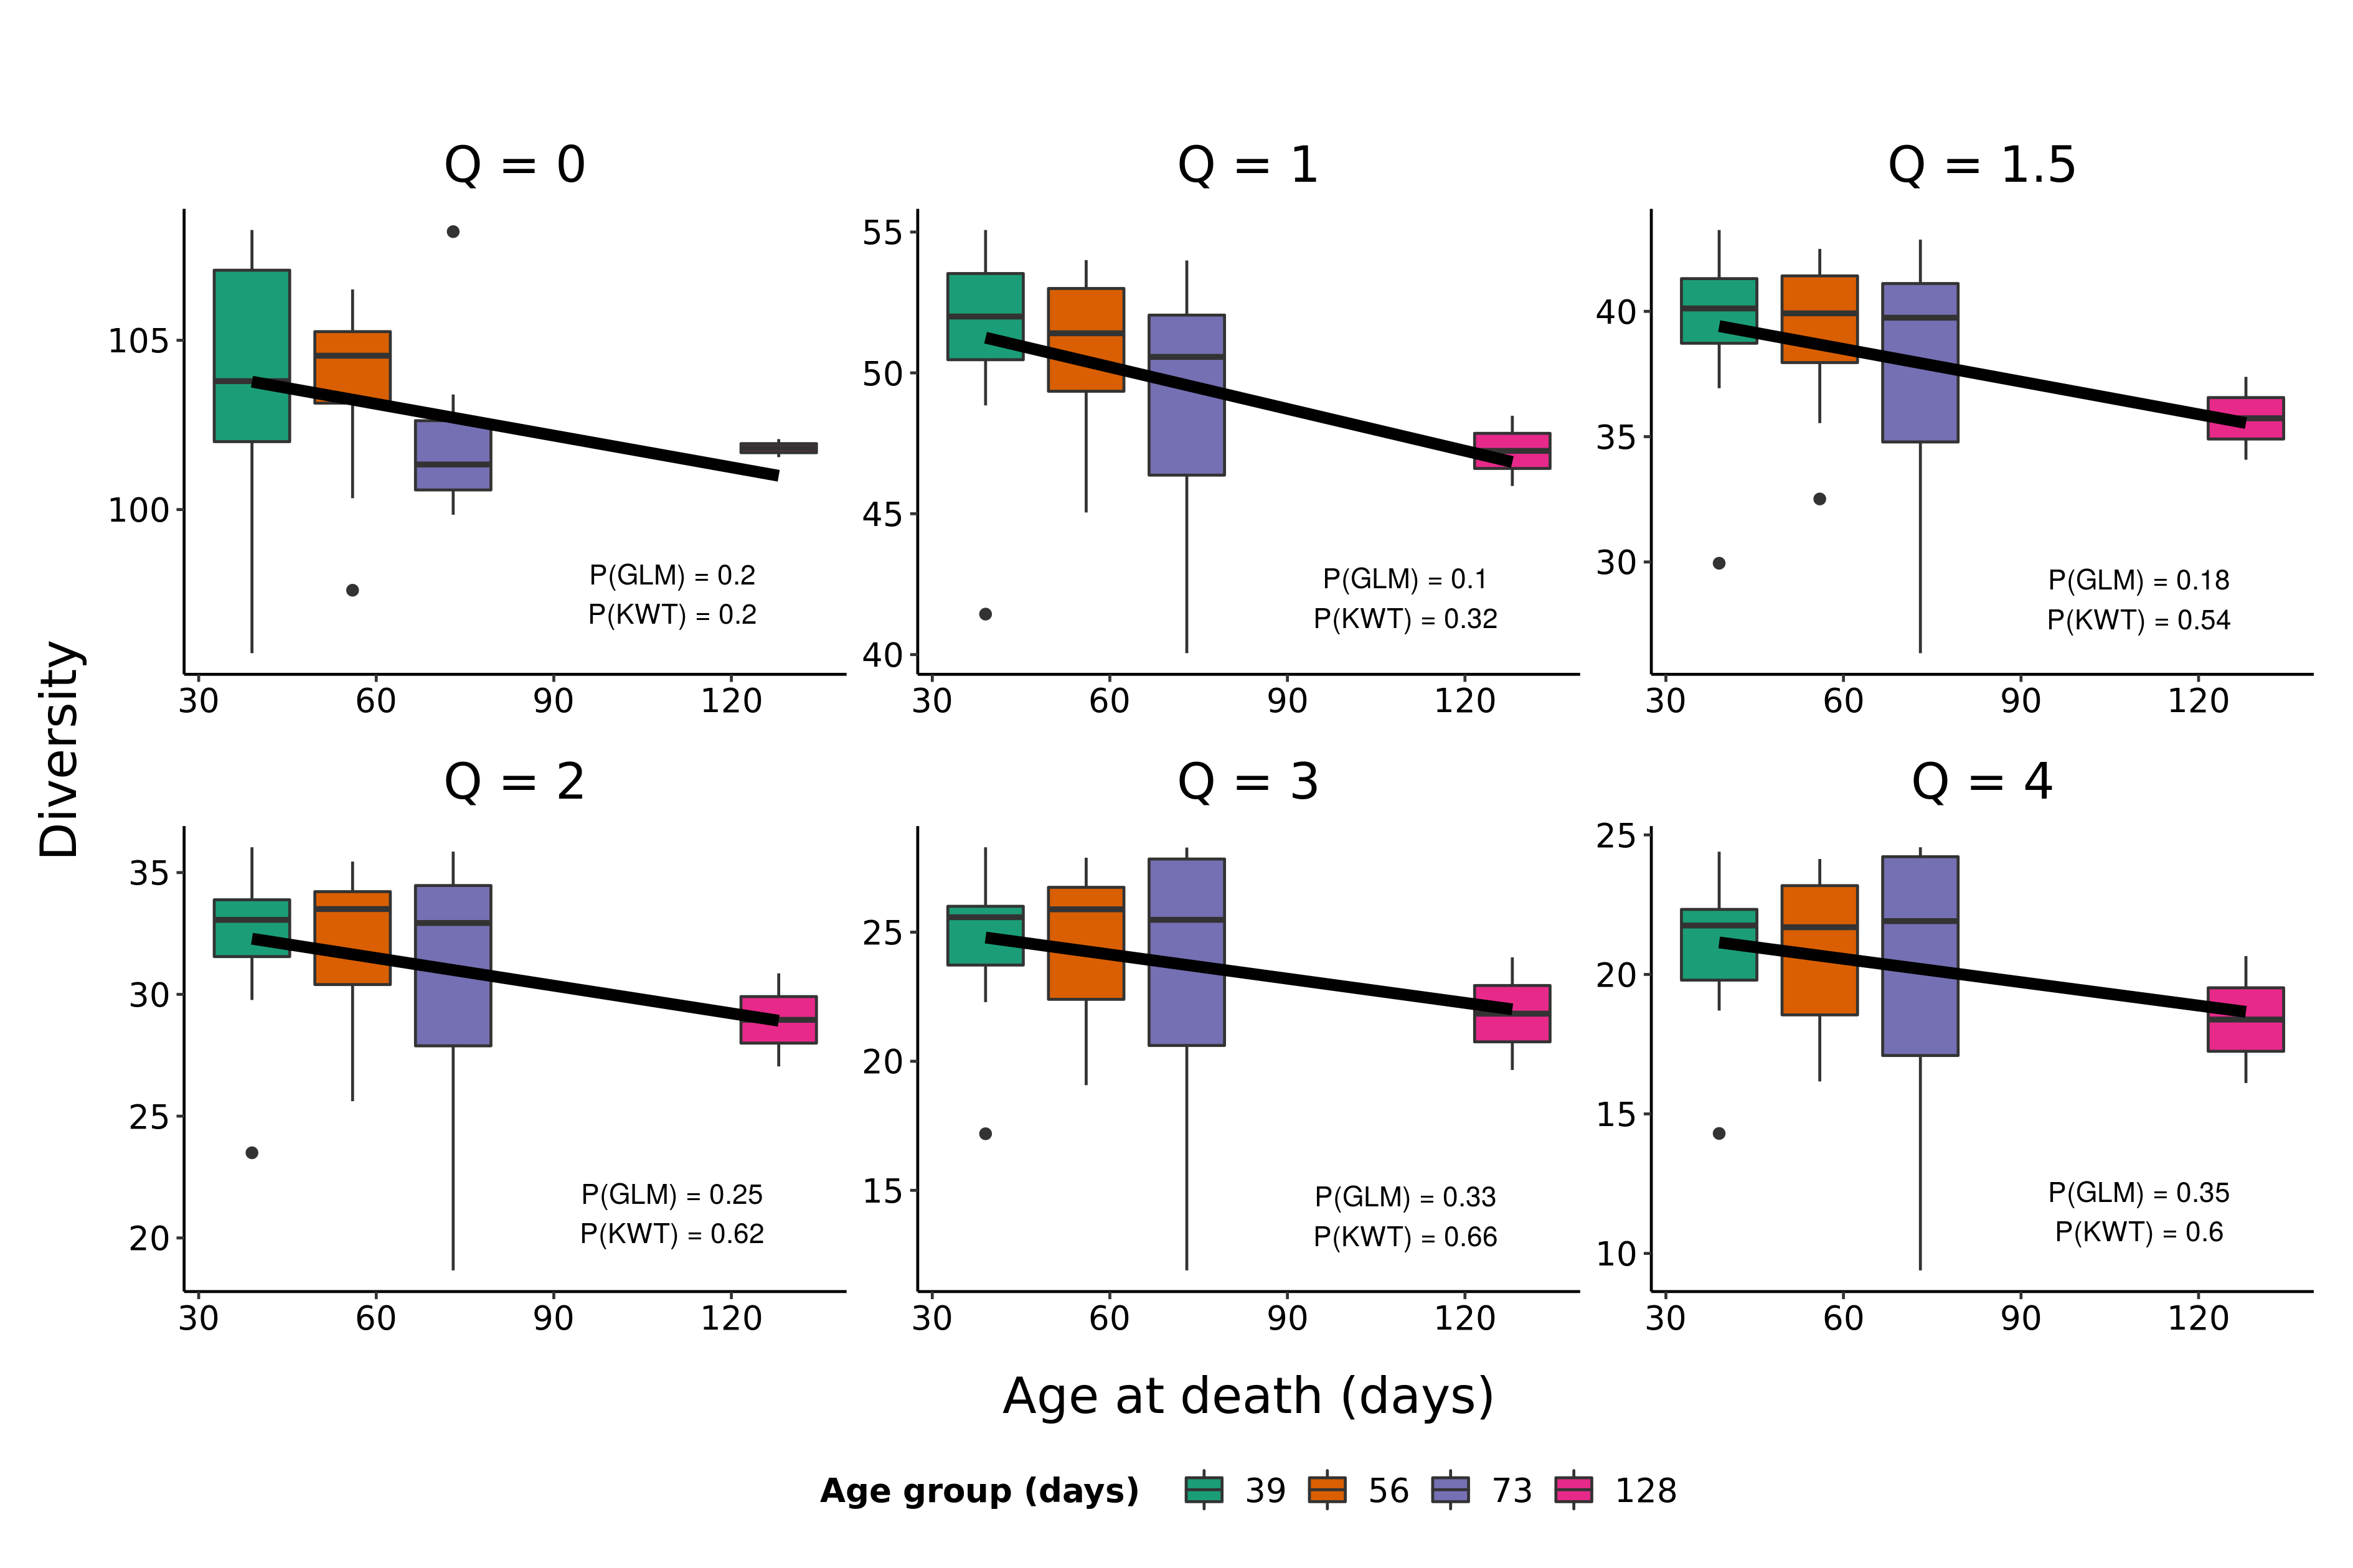 Q = 0
Q = 1
Q = 1.5
105
100
30 60 90 120
P(GLM) = 0.2
P(KWT) = 0.2
55
50
45
40
30 60 90 120
P(GLM) = 0.1
P(KWT) = 0.32
40
35
30
30 60 90 120
P(GLM) = 0.18
P(KWT) = 0.54
Diversity
Q = 2
Q = 3
Q = 4
35
30
25
20
30 60 90 120
P(GLM) = 0.25
P(KWT) = 0.62
25
20
15
30 60 90 120
P(GLM) = 0.33
P(KWT) = 0.66
25
20
15
10
30 60 90 120
P(GLM) = 0.35
P(KWT) = 0.6
Age at death (days)
Age group (days) 39 56 73 128